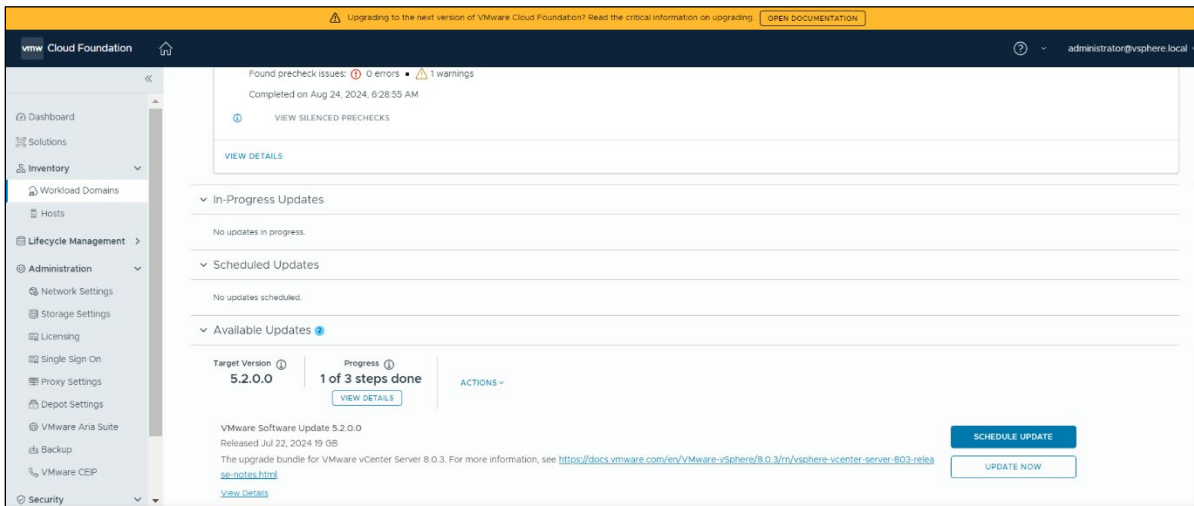 Upgrading to the next version of VMware Cloud Foundation? Read the critical information on upgrading. OPEN DOCUMENTATION
vmw Cloud Foundation
administrator@vsphere.local
Dashboard
Solutions
Inventory
Workload Domains
Hosts
Lifecycle Management
Administration
Network Settings
Storage Settings
Licensing
Single Sign On
Proxy Settings
Depot Settings
VMware Aria Suite
Backup
VMware CEIP
Security
Found precheck issues: 0 errors • 1 warnings
Completed on Aug 24, 2024, 6:28:55 AM
VIEW SILENCED PRECHECKS
VIEW DETAILS
In-Progress Updates
No updates in progress.
Scheduled Updates
No updates scheduled.
Available Updates 2
Target Version
5.2.0.0
Progress
1 of 3 steps done
VIEW DETAILS
ACTIONS
VMware Software Update 5.2.0.0
Released Jul 22, 2024 19 GB
The upgrade bundle for VMware vCenter Server 8.0.3. For more information, see https://docs.vmware.com/en/VMware-vSphere/8.0.3/rn/vsphere-vcenter-server-803-relea
se-notes.html
View Details
SCHEDULE UPDATE
UPDATE NOW